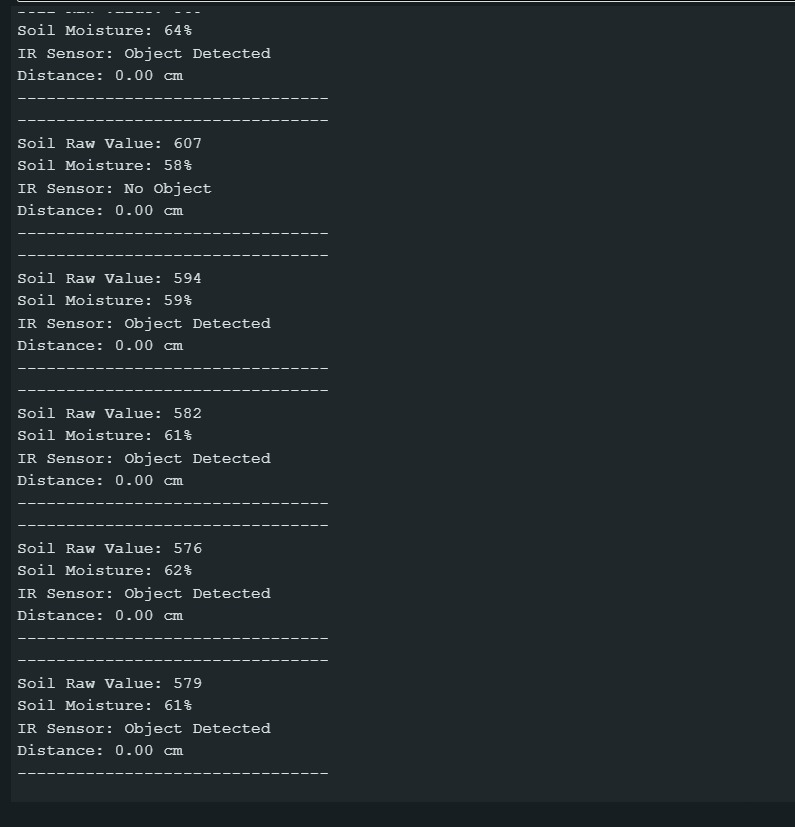 Soil Moisture: 64%
IR Sensor: Object Detected
Distance: 0.00 cm
--------------------------------
--------------------------------
Soil Raw Value: 607
Soil Moisture: 58%
IR Sensor: No Object
Distance: 0.00 cm
--------------------------------
--------------------------------
Soil Raw Value: 594
Soil Moisture: 59%
IR Sensor: Object Detected
Distance: 0.00 cm
--------------------------------
--------------------------------
Soil Raw Value: 582
Soil Moisture: 61%
IR Sensor: Object Detected
Distance: 0.00 cm
--------------------------------
--------------------------------
Soil Raw Value: 576
Soil Moisture: 62%
IR Sensor: Object Detected
Distance: 0.00 cm
--------------------------------
--------------------------------
Soil Raw Value: 579
Soil Moisture: 61%
IR Sensor: Object Detected
Distance: 0.00 cm
--------------------------------